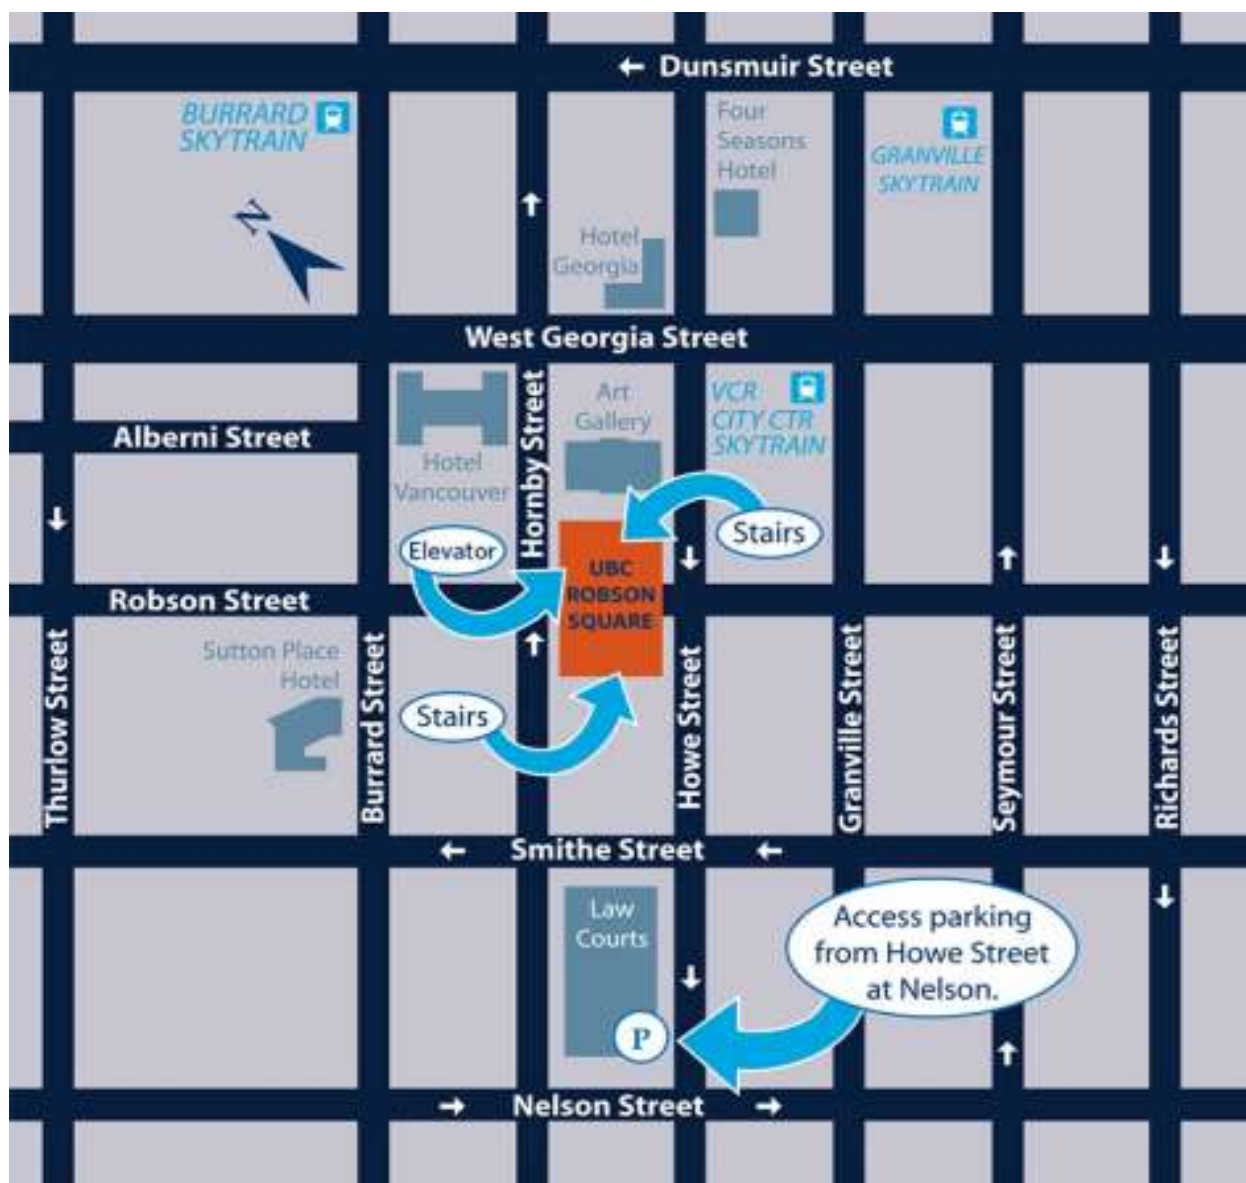 ← Dunsmuir Street
BURRARD
SKYTRAIN
Four
Seasons
Hotel
GRANVILLE
SKYTRAIN
N
Hotel
Georgia
West Georgia Street
Alberni Street
Hotel
Vancouver
Hornby Street
Art
Gallery
VCR
CITY CTR
SKYTRAIN
Elevator
Stairs
UBC
ROBSON
SQUARE
Robson Street
Sutton Place
Hotel
Stairs
Thurlow Street
Burrard Street
Howe Street
Granville Street
Seymour Street
Richards Street
← Smithe Street ←
Law
Courts
P
Access parking
from Howe Street
at Nelson.
→ Nelson Street →